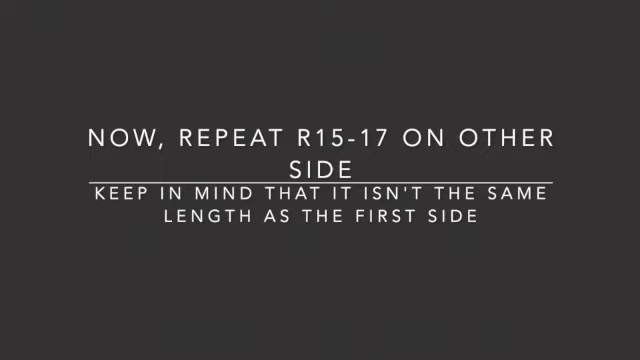 NOW, REPEAT R15-17 ON OTHER
SIDE
KEEP IN MIND THAT IT ISN'T THE SAME
LENGTH AS THE FIRST SIDE